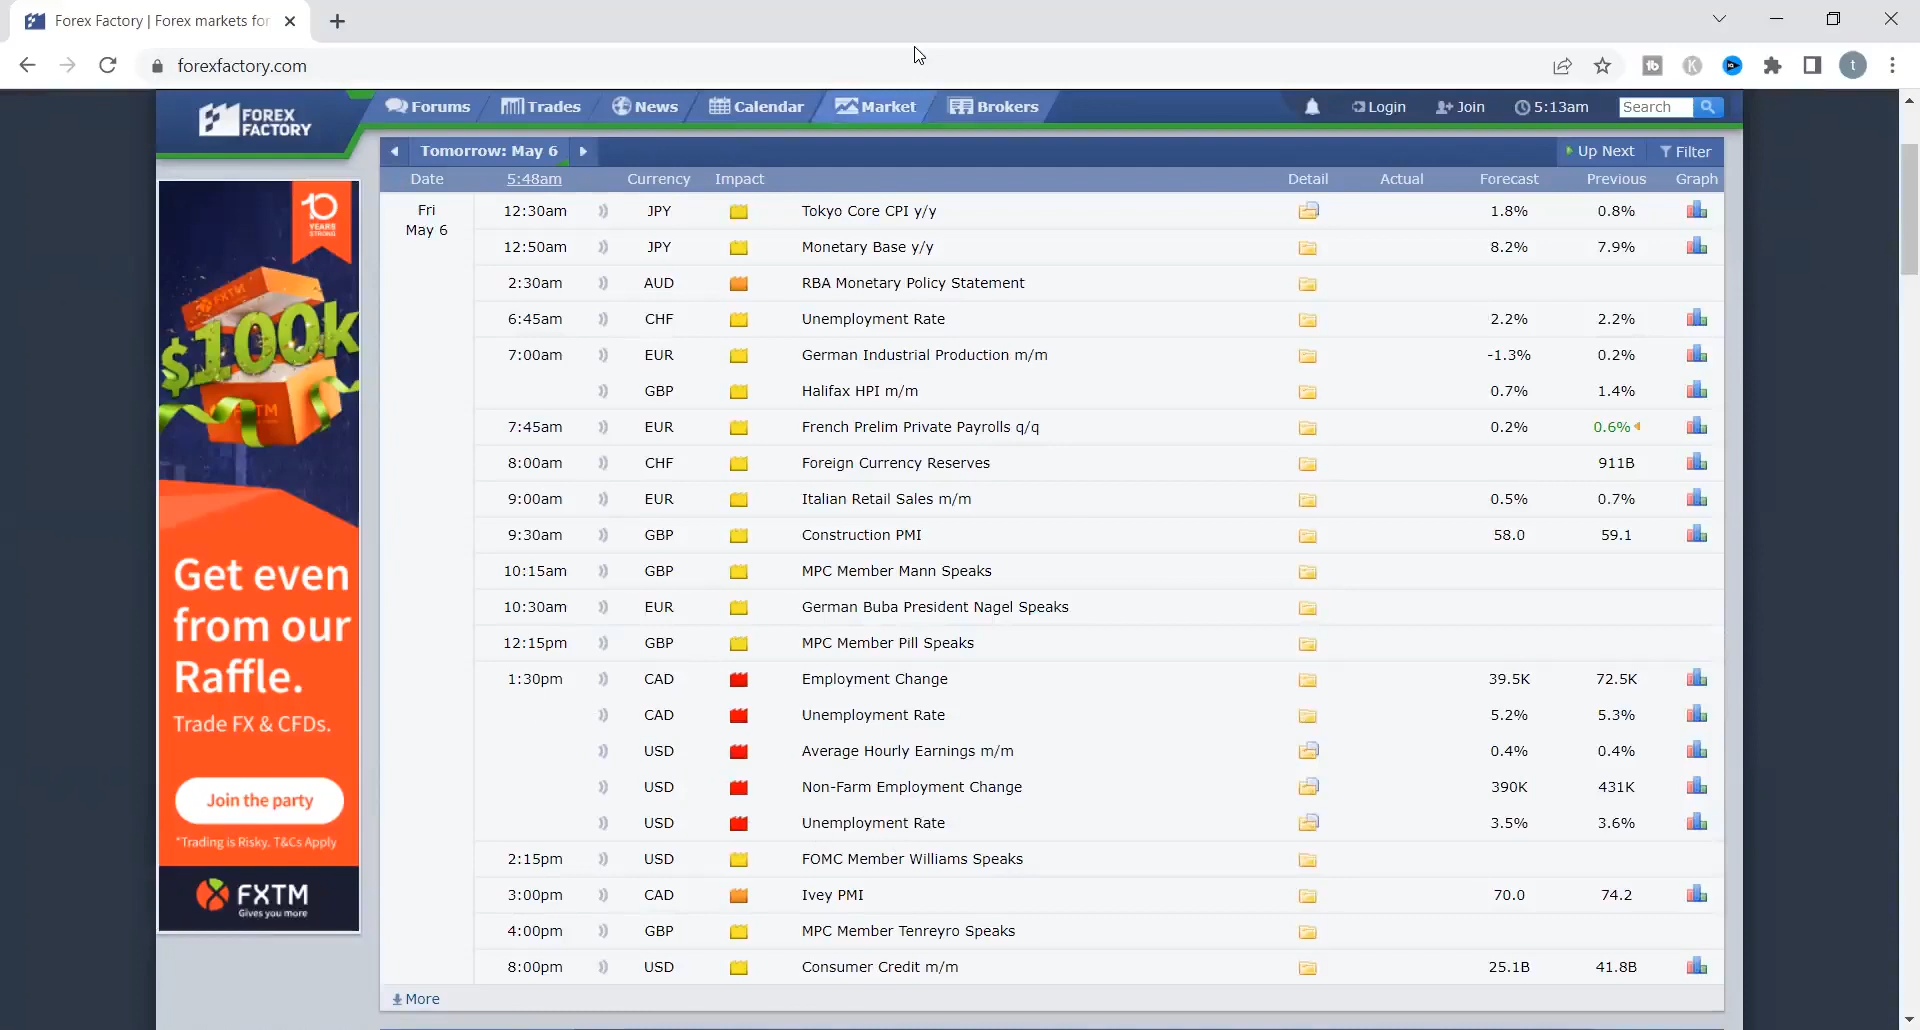 Forex Factory | Forex markets for
forexfactory.com
t
FOREX FACTORY
Forums Trades News Calendar Market Brokers Login Join 5:13am Search
Tomorrow: May 6 Up Next Filter
Date 5:48am Currency Impact Detail Actual Forecast Previous Graph
Fri May 6
12:30am JPY Tokyo Core CPI y/y 1.8% 0.8%
12:50am JPY Monetary Base y/y 8.2% 7.9%
2:30am AUD RBA Monetary Policy Statement
6:45am CHF Unemployment Rate 2.2% 2.2%
7:00am EUR German Industrial Production m/m -1.3% 0.2%
GBP Halifax HPI m/m 0.7% 1.4%
7:45am EUR French Prelim Private Payrolls q/q 0.2% 0.6%
8:00am CHF Foreign Currency Reserves 911B
9:00am EUR Italian Retail Sales m/m 0.5% 0.7%
9:30am GBP Construction PMI 58.0 59.1
10:15am GBP MPC Member Mann Speaks
10:30am EUR German Buba President Nagel Speaks
12:15pm GBP MPC Member Pill Speaks
1:30pm CAD Employment Change 39.5K 72.5K
CAD Unemployment Rate 5.2% 5.3%
USD Average Hourly Earnings m/m 0.4% 0.4%
USD Non-Farm Employment Change 390K 431K
USD Unemployment Rate 3.5% 3.6%
2:15pm USD FOMC Member Williams Speaks
3:00pm CAD Ivey PMI 70.0 74.2
4:00pm GBP MPC Member Tenreyro Speaks
8:00pm USD Consumer Credit m/m 25.1B 41.8B
More
10
YEARS
STRONG
FXTM
$100k
FXTM
Get even
from our
Raffle.
Trade FX & CFDs.
Join the party
*Trading is Risky. T&Cs Apply
FXTM
Gives you more